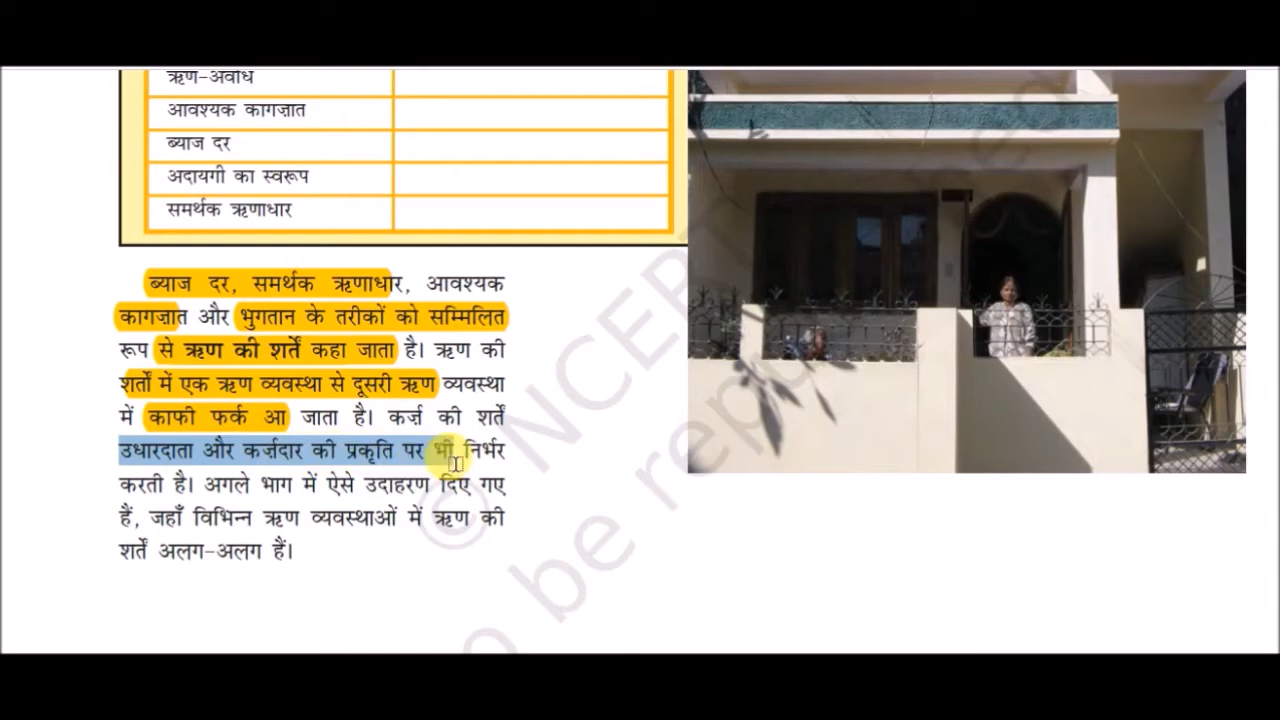 ऋण-अवधि
आवश्यक कागज़ात
ब्याज दर
अदायगी का स्वरूप
समर्थक ऋणाधार
ब्याज दर, समर्थक ऋणाधार, आवश्यक
कागज़ात और भुगतान के तरीकों को सम्मिलित
रूप से ऋण की शर्तें कहा जाता है। ऋण की
शर्तों में एक ऋण व्यवस्था से दूसरी ऋण व्यवस्था
में काफी फर्क आ जाता है। कर्ज़ की शर्तें
उधारदाता और कर्ज़दार की प्रकृति पर भी निर्भर
करती है। अगले भाग में ऐसे उदाहरण दिए गए
हैं, जहाँ विभिन्न ऋण व्यवस्थाओं में ऋण की
शर्तें अलग-अलग हैं।
© NCERT
o be repu